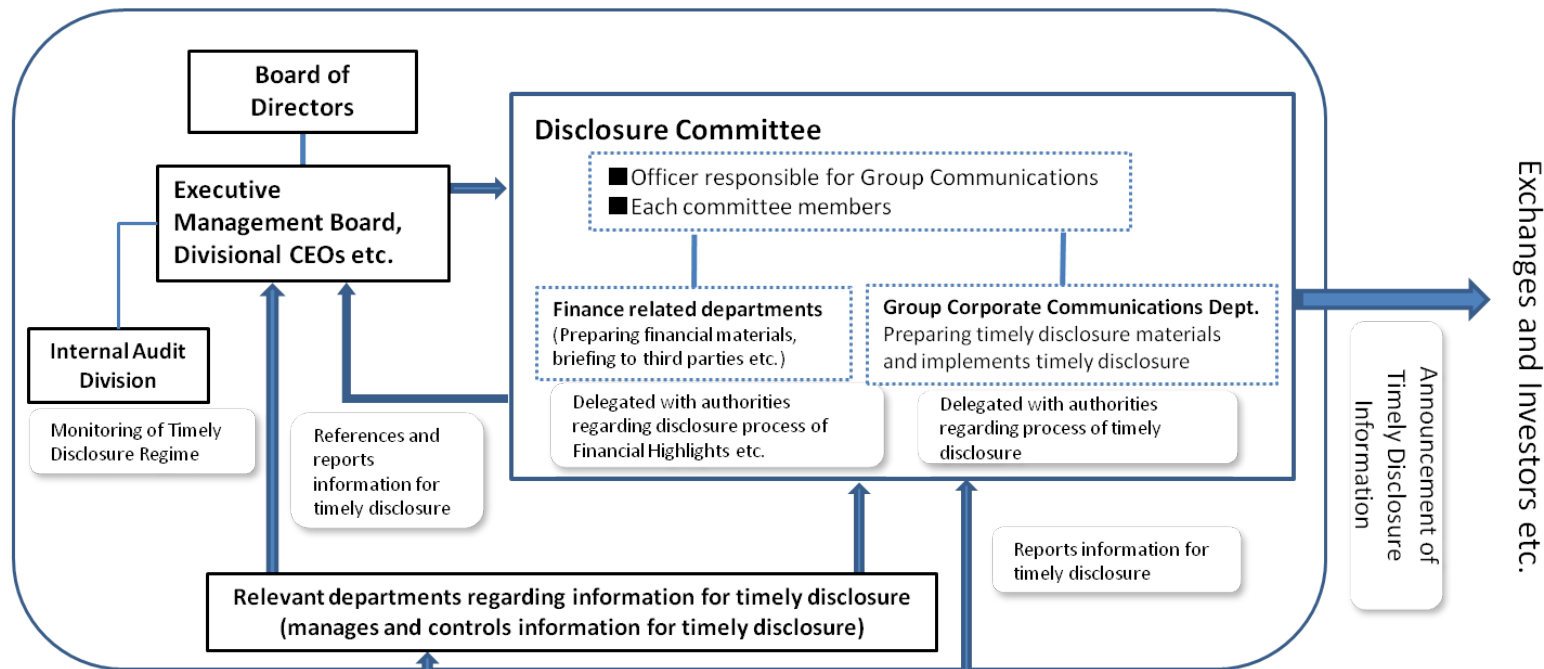 Board of
Directors
Executive
Management Board,
Divisional CEOs etc.
Internal Audit
Division
Monitoring of Timely
Disclosure Regime
References and
reports
information for
timely disclosure
Disclosure Committee
■Officer responsible for Group Communications
■Each committee members
Finance related departments
(Preparing financial materials,
briefing to third parties etc.)
Delegated with authorities
regarding disclosure process of
Financial Highlights etc.
Group Corporate Communications Dept.
Preparing timely disclosure materials
and implements timely disclosure
Delegated with authorities
regarding process of timely
disclosure
Reports information for
timely disclosure
Relevant departments regarding information for timely disclosure
(manages and controls information for timely disclosure)
Announcement of
Timely Disclosure
Information
Exchanges and Investors etc.